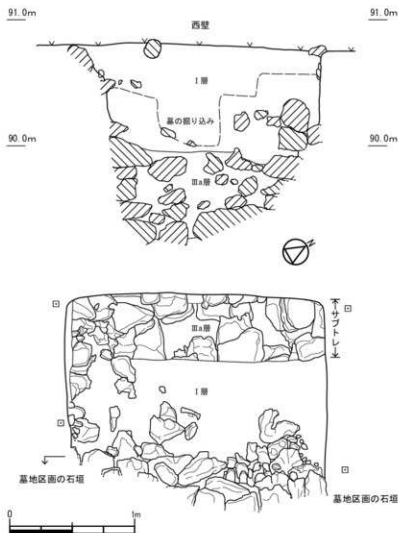 91.0m
西壁
91.0m
Ⅰ層
墓の掘り込み
90.0m
90.0m
Ⅲa層
N
サブトレ
Ⅲa層
Ⅰ層
墓地区画の石垣
墓地区画の石垣
0
1m